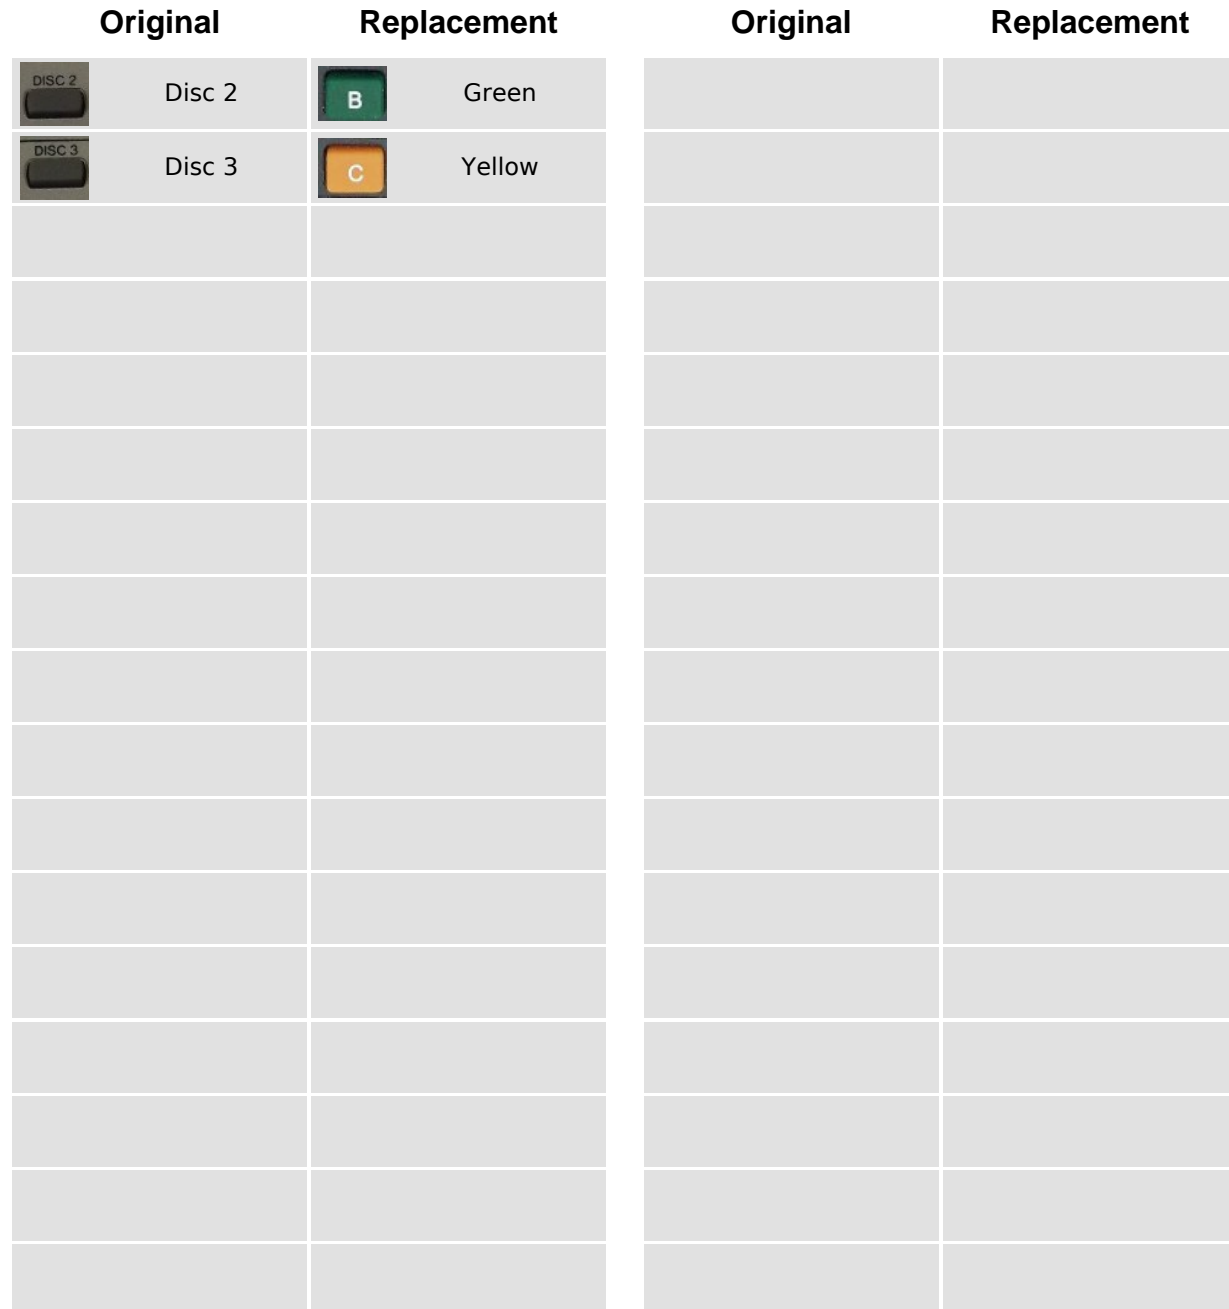 Original Replacement Original Replacement
DISC 2 Disc 2 B Green
DISC 3 Disc 3 C Yellow